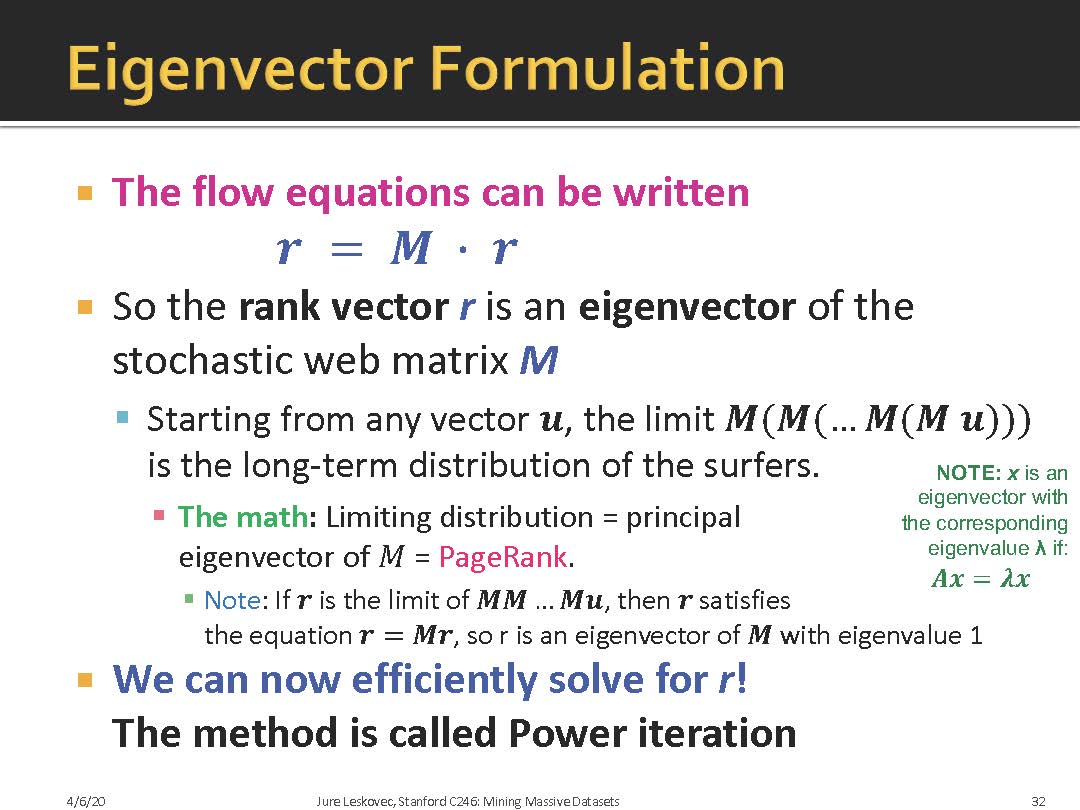 Eigenvector Formulation
The flow equations can be written
r = M · r
So the rank vector r is an eigenvector of the
stochastic web matrix M
Starting from any vector u, the limit M(M(… M(M u)))
is the long-term distribution of the surfers.
The math: Limiting distribution = principal
eigenvector of M = PageRank.
Note: If r is the limit of MM … Mu, then r satisfies
the equation r = Mr, so r is an eigenvector of M with eigenvalue 1
NOTE: x is an
eigenvector with
the corresponding
eigenvalue λ if:
Ax = λx
We can now efficiently solve for r!
The method is called Power iteration
4/6/20
Jure Leskovec, Stanford C246: Mining Massive Datasets
32